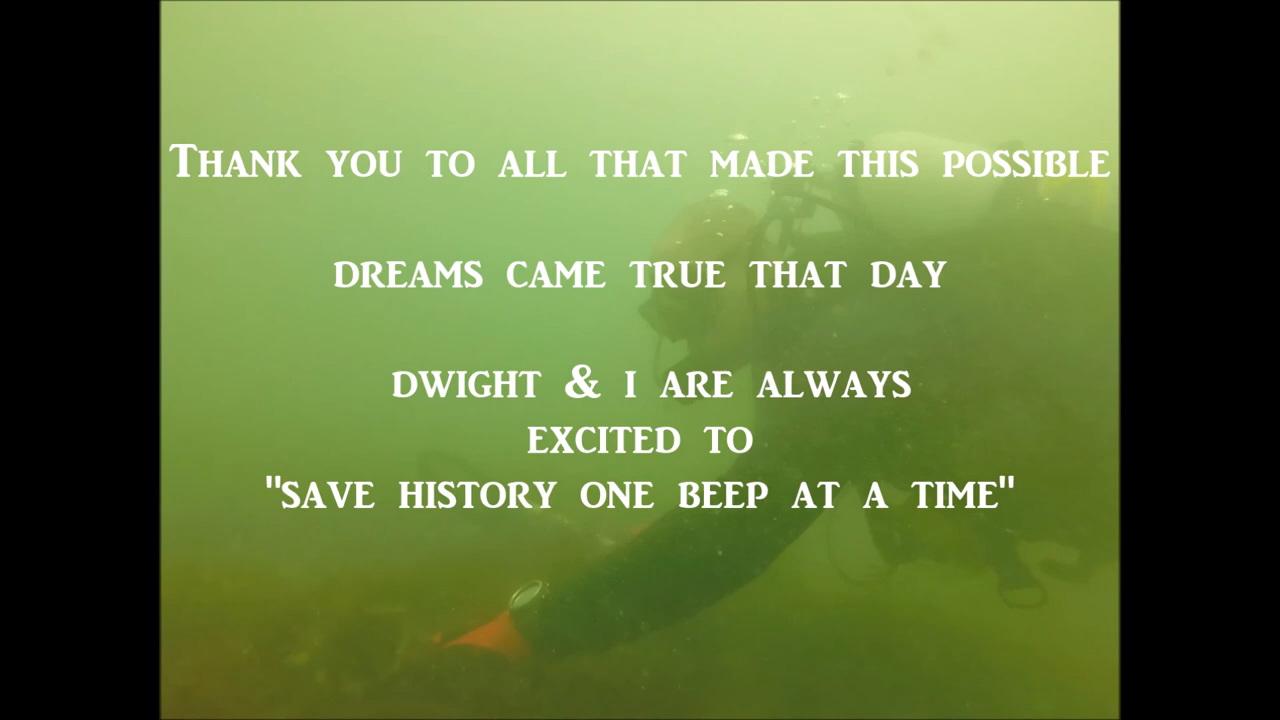 Thank you to all that made this possible
dreams came true that day
dwight & i are always
excited to
"save history one beep at a time"